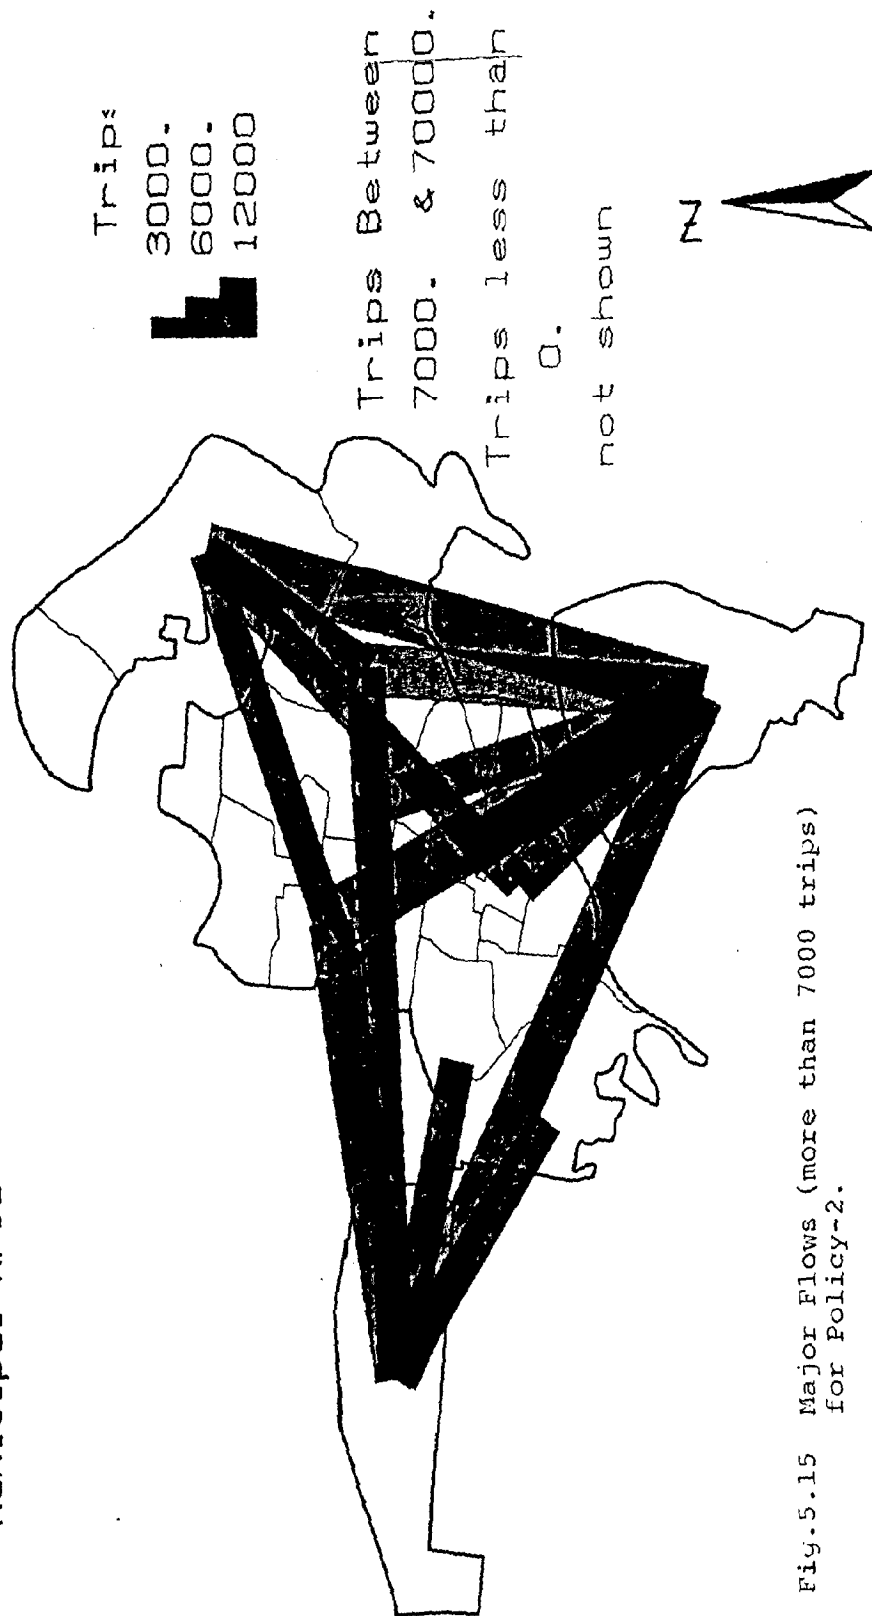 Trips
3000.
6000.
12000
Trips Between
7000. & 70000.
Trips less than
0.
not shown
N
Fig.5.15 Major Flows (more than 7000 trips)
for Policy-2.